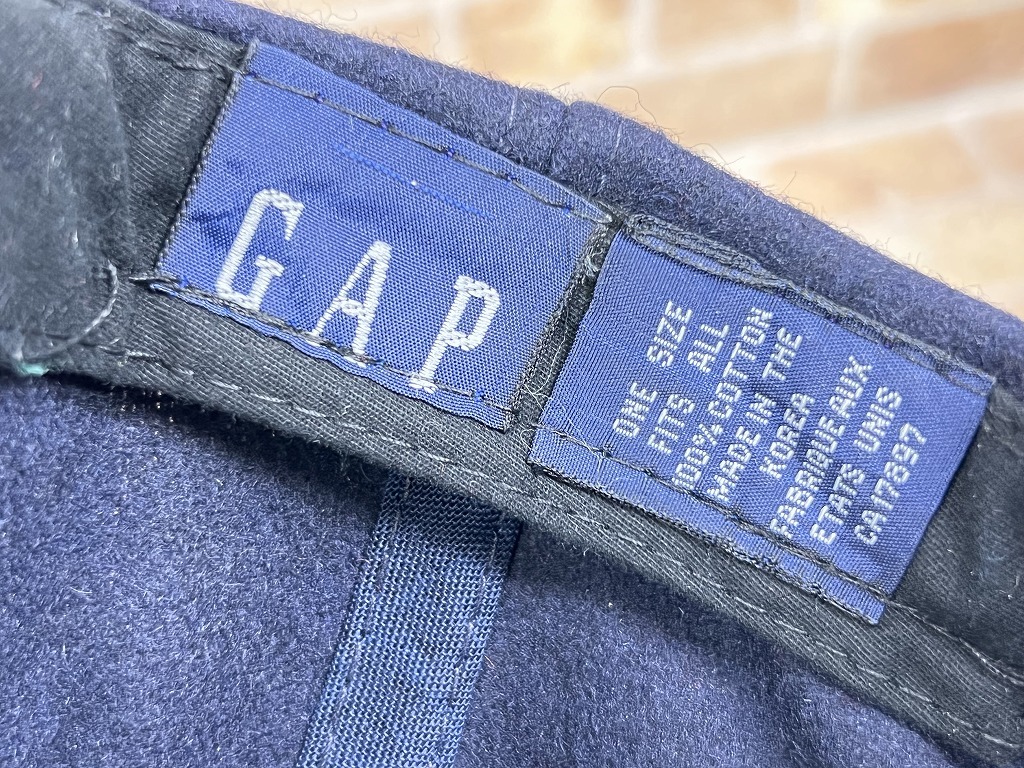 GAP
ONE SIZE
FITS ALL
100% COTTON
MADE IN THE
KOREA
FABRIQUE AUX
ETATS UNIS
CA17897